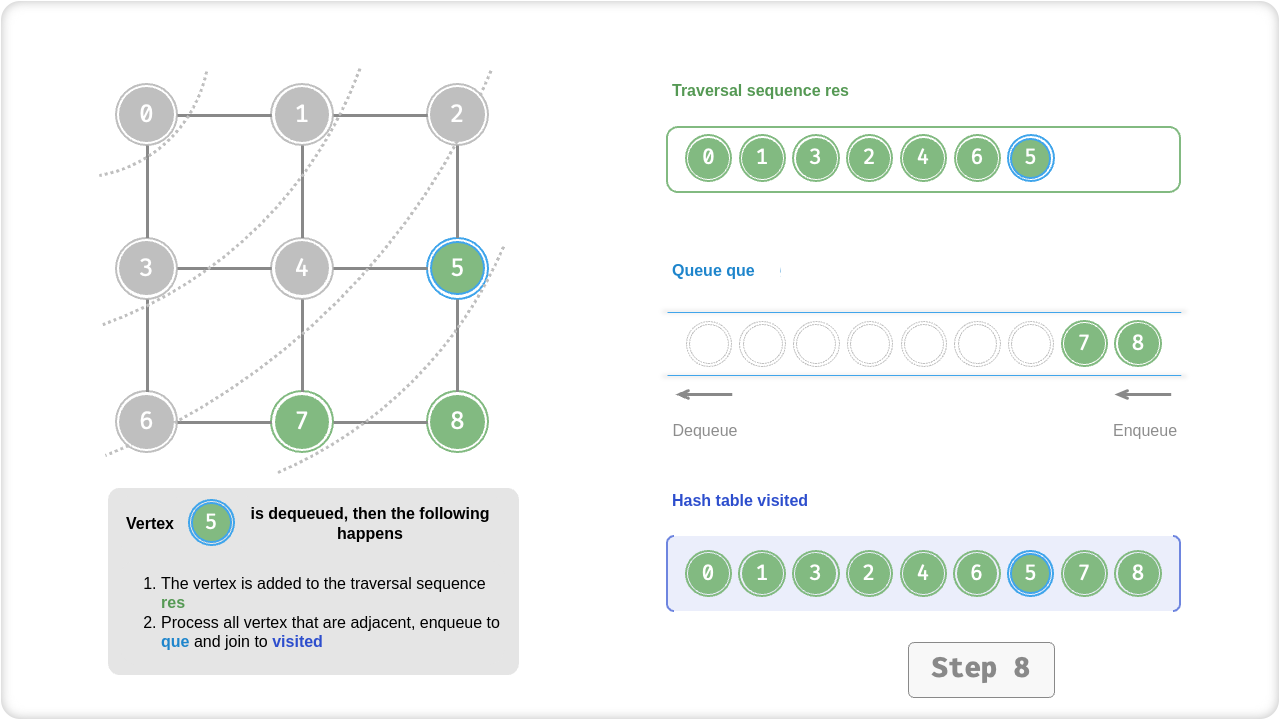 0 1 2
3 4 5
6 7 8
Vertex 5 is dequeued, then the following
happens
1. The vertex is added to the traversal sequence
res
2. Process all vertex that are adjacent, enqueue to
que and join to visited
Traversal sequence res
0 1 3 2 4 6 5
Queue que
7 8
Dequeue Enqueue
Hash table visited
0 1 3 2 4 6 5 7 8
Step 8